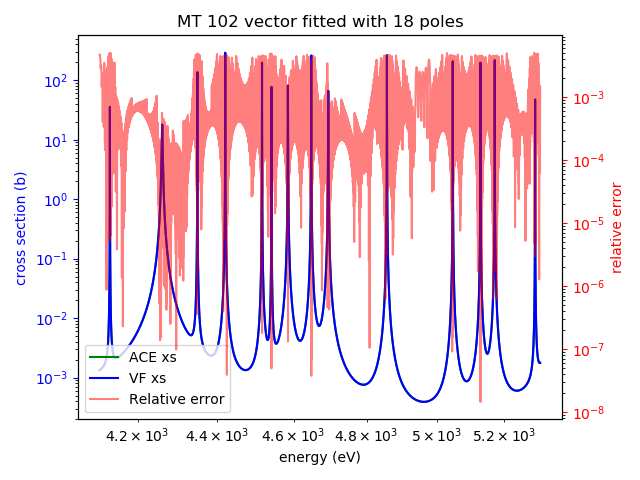 MT 102 vector fitted with 18 poles
cross section (b)
10²
10¹
10⁰
10⁻¹
10⁻²
10⁻³
10⁻³
10⁻⁴
10⁻⁵
10⁻⁶
10⁻⁷
10⁻⁸
relative error
ACE xs
VF xs
Relative error
4.2 × 10³ 4.4 × 10³ 4.6 × 10³ 4.8 × 10³ 5 × 10³ 5.2 × 10³
energy (eV)